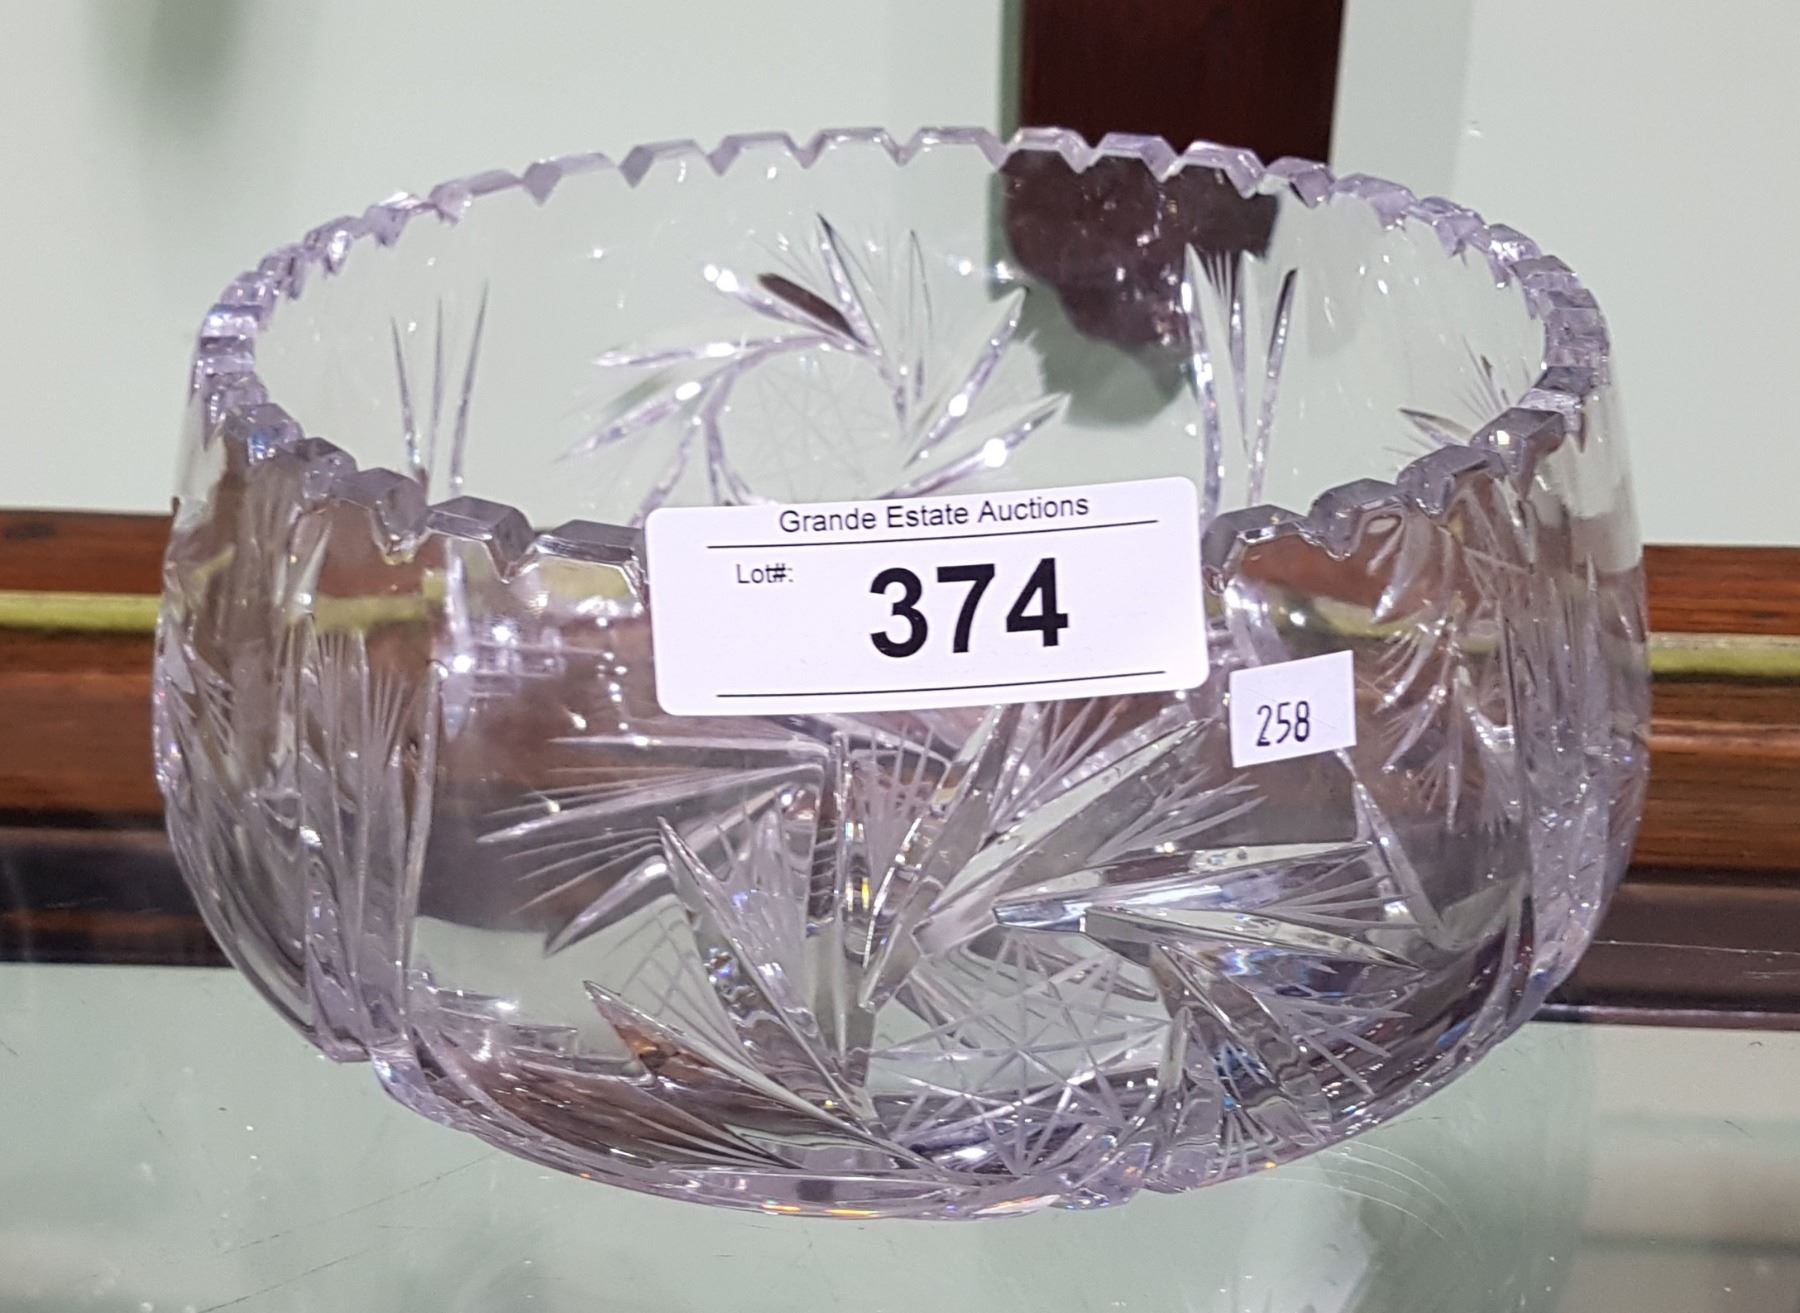 Grande Estate Auctions
Lot#:
374
258